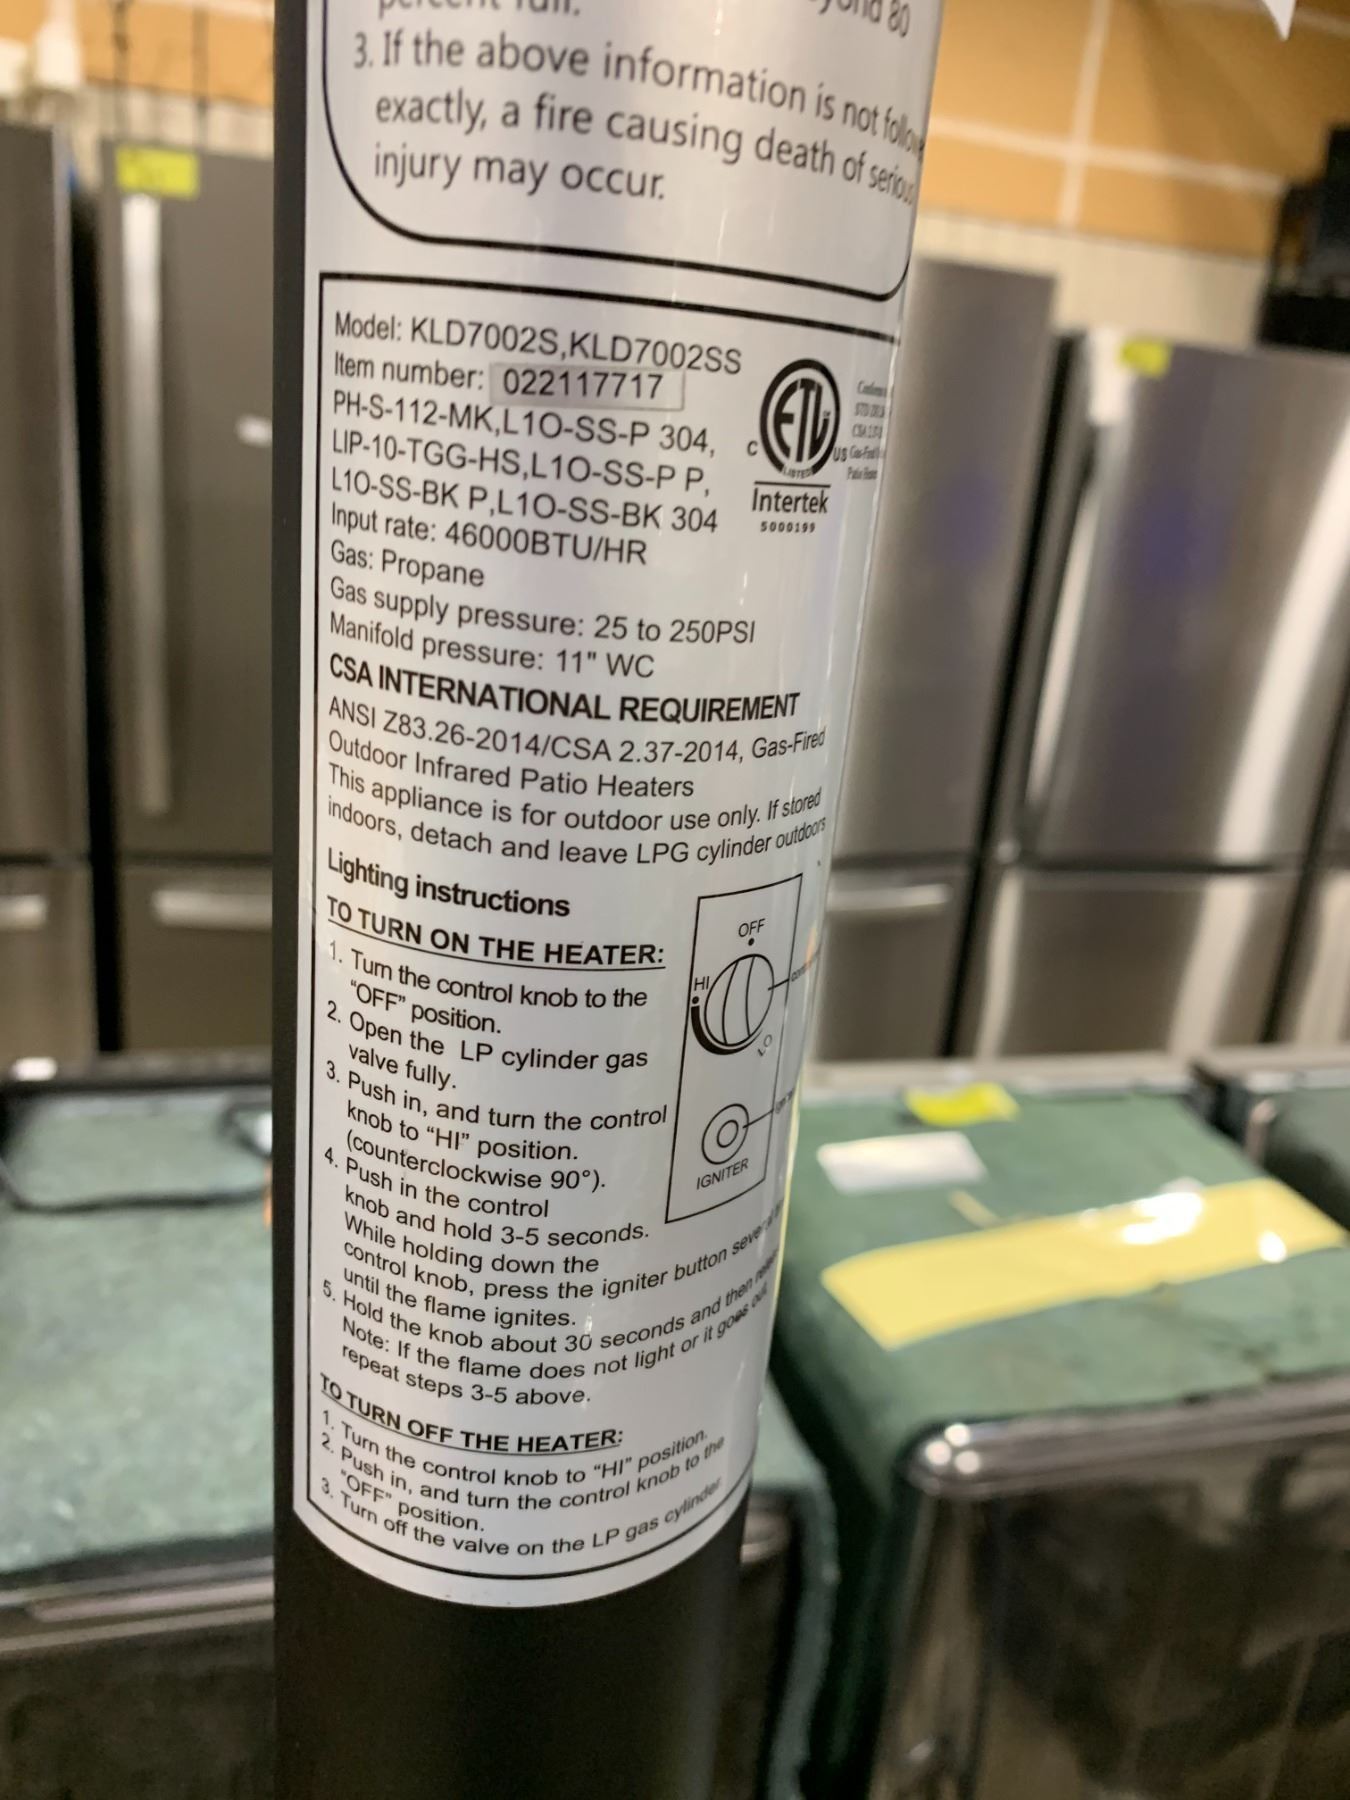 percent full.
yond 80
3. If the above information is not
exactly, a fire causing death of serious
injury may occur.
Model: KLD7002S,KLD7002SS
Item number: 022117717
PH-S-112-MK,L1O-SS-P 304,
LIP-10-TGG-HS,L1O-SS-P P,
L1O-SS-BK P,L1O-SS-BK 304
Input rate: 46000BTU/HR
Gas: Propane
Gas supply pressure: 25 to 250PSI
Manifold pressure: 11" WC
ETL
C
US
LISTED
Intertek
5000199
CSA INTERNATIONAL REQUIREMENT
ANSI Z83.26-2014/CSA 2.37-2014, Gas-Fired
Outdoor Infrared Patio Heaters
This appliance is for outdoor use only. If stored
indoors, detach and leave LPG cylinder outdoors
Lighting instructions
TO TURN ON THE HEATER:
1. Turn the control knob to the
"OFF" position.
2. Open the LP cylinder gas
valve fully.
3. Push in, and turn the control
knob to "HI" position.
(counterclockwise 90°).
4. Push in the control
knob and hold 3-5 seconds.
While holding down the
control knob, press the igniter button
until the flame ignites.
5. Hold the knob about 30 seconds and then
Note: If the flame does not light or it goes out,
repeat steps 3-5 above.
OFF
HI
LO
IGNITER
TO TURN OFF THE HEATER:
1. Turn the control knob to "HI" position.
2. Push in, and turn the control knob to the
"OFF" position.
3. Turn off the valve on the LP gas cylinder.